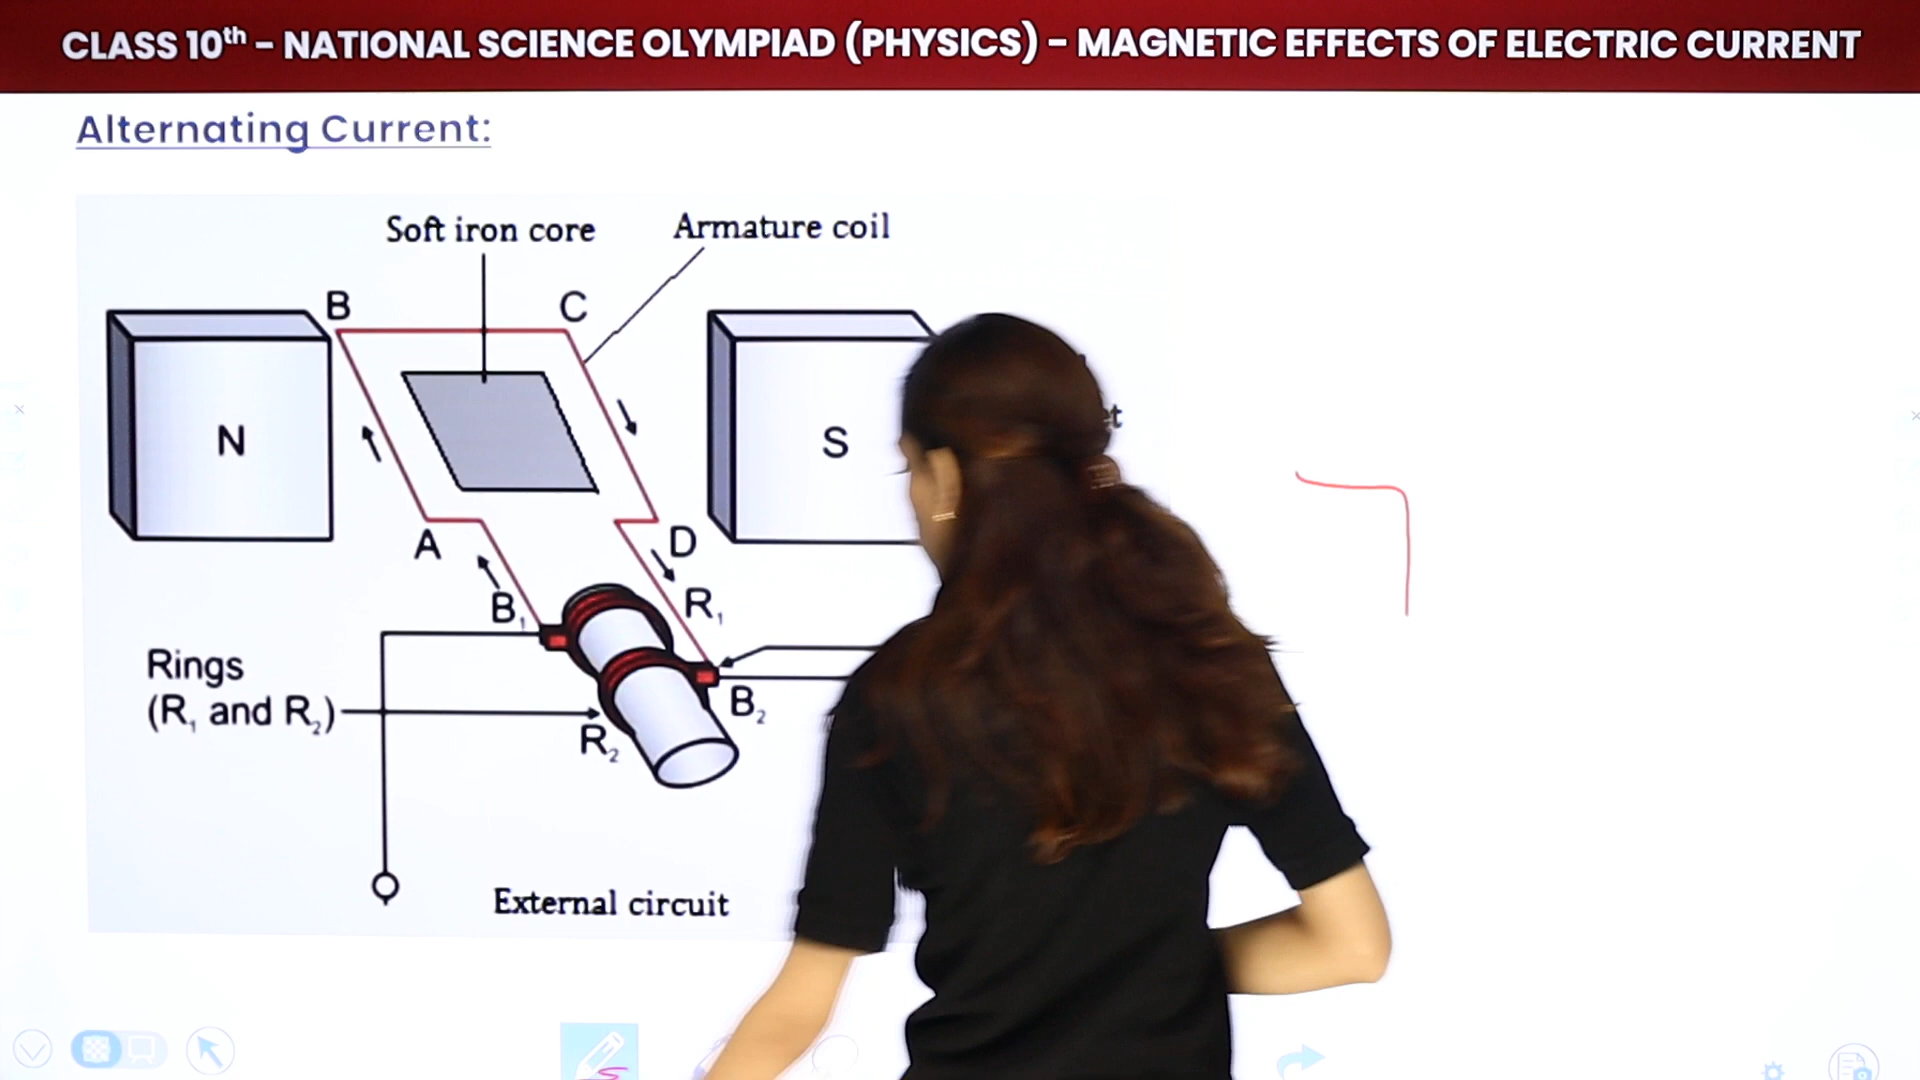 CLASS 10th – NATIONAL SCIENCE OLYMPIAD (PHYSICS) – MAGNETIC EFFECTS OF ELECTRIC CURRENT
Alternating Current:
Soft iron core
Armature coil
B
C
N
S
A
D
B₁
R₁
Rings
(R₁ and R₂)
B₂
R₂
External circuit